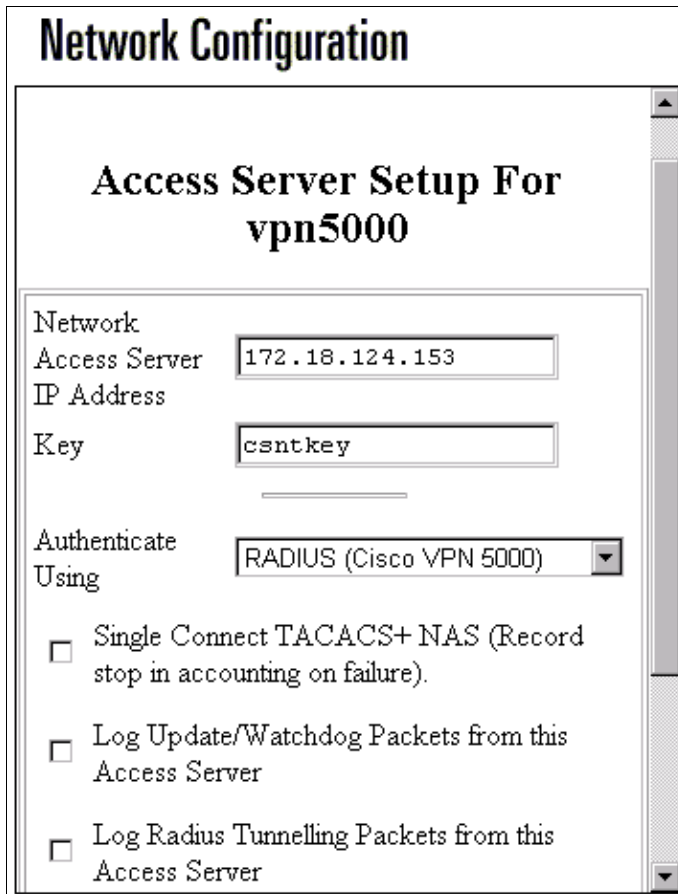 Network Configuration
Access Server Setup For
vpn5000
Network
Access Server
IP Address
172.18.124.153
Key
csntkey
Authenticate
Using
RADIUS (Cisco VPN 5000)
Single Connect TACACS+ NAS (Record
stop in accounting on failure).
Log Update/Watchdog Packets from this
Access Server
Log Radius Tunnelling Packets from this
Access Server